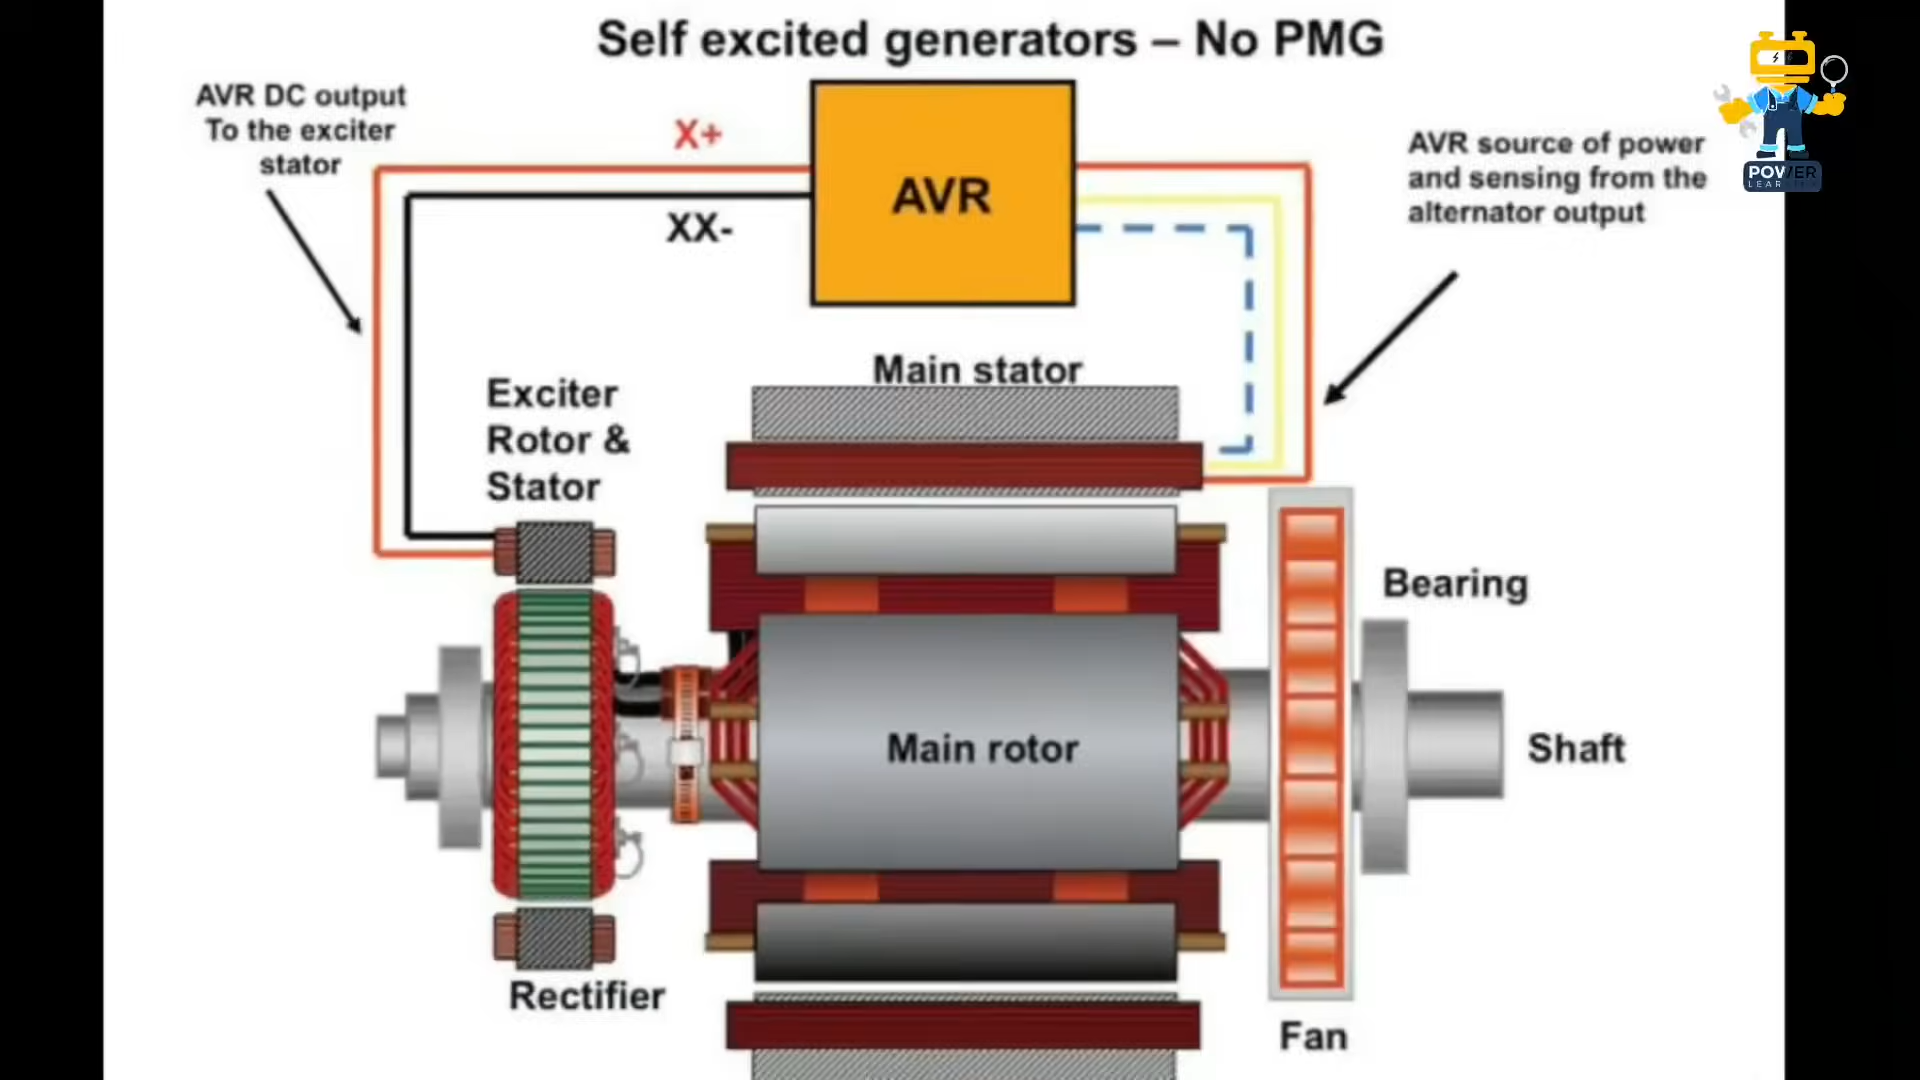 Self excited generators – No PMG
AVR DC output
To the exciter
stator
X+
XX-
AVR
AVR source of power
and sensing from the
alternator output
POWER
Main stator
Exciter
Rotor &
Stator
Bearing
Main rotor
Shaft
Rectifier
Fan